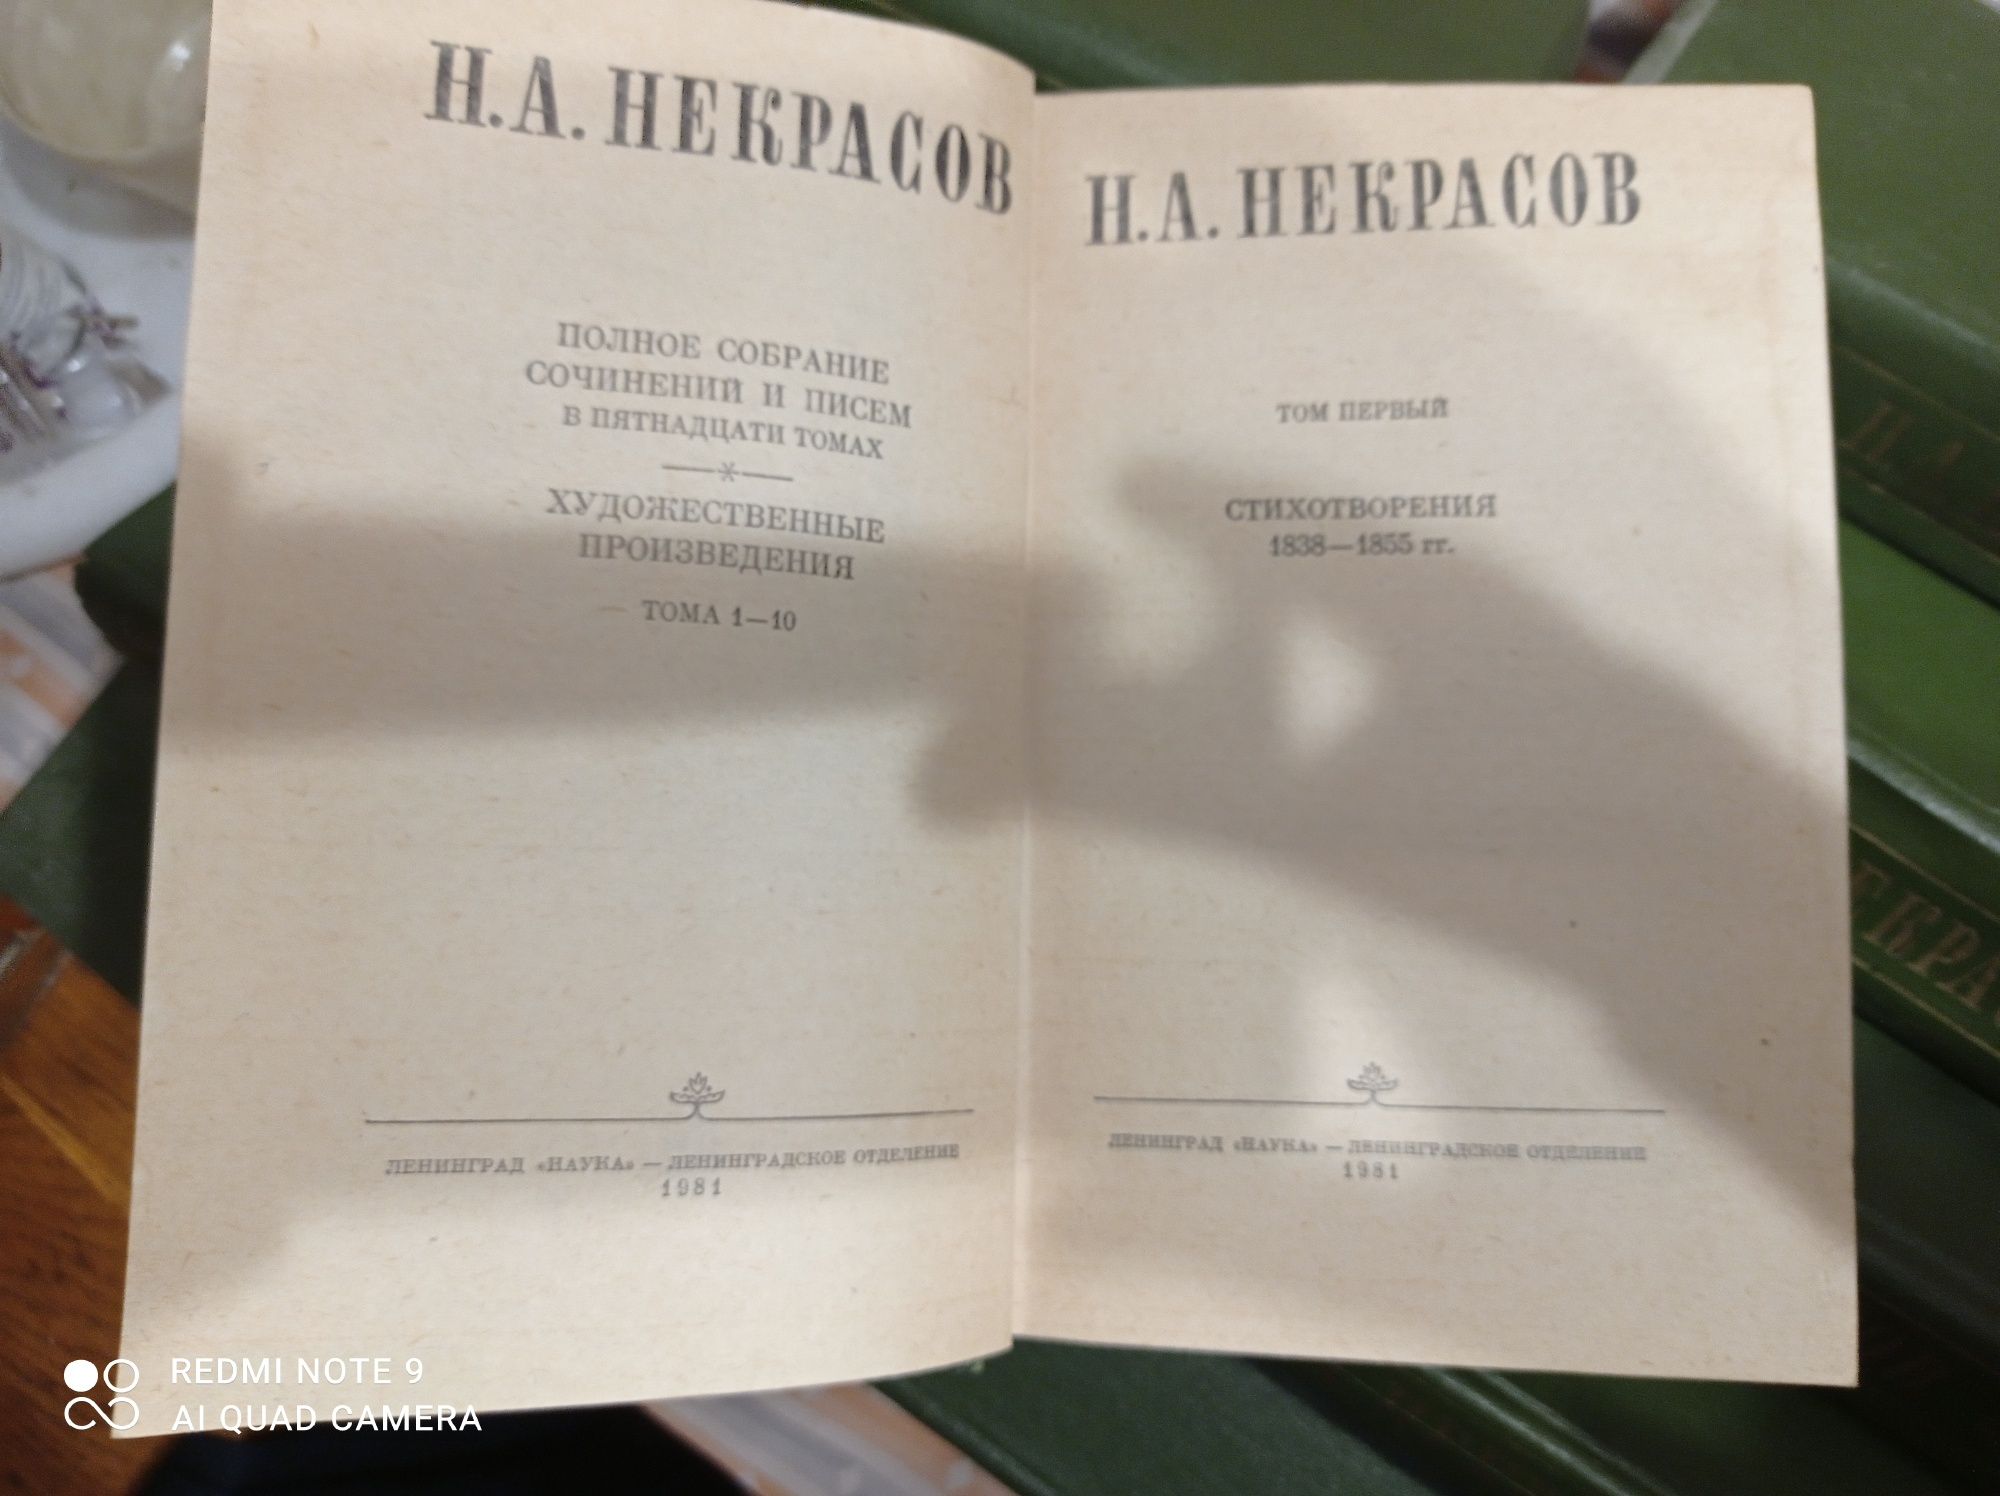 Н.А. НЕКРАСОВ
ПОЛНОЕ СОБРАНИЕ
СОЧИНЕНИЙ И ПИСЕМ
В ПЯТНАДЦАТИ ТОМАХ
ХУДОЖЕСТВЕННЫЕ
ПРОИЗВЕДЕНИЯ
ТОМА 1—10
ЛЕНИНГРАД «НАУКА» — ЛЕНИНГРАДСКОЕ ОТДЕЛЕНИЕ
1981
Н.А. НЕКРАСОВ
ТОМ ПЕРВЫЙ
СТИХОТВОРЕНИЯ
1838—1855 гг.
ЛЕНИНГРАД «НАУКА» — ЛЕНИНГРАДСКОЕ ОТДЕЛЕНИЕ
1981
REDMI NOTE 9
AI QUAD CAMERA